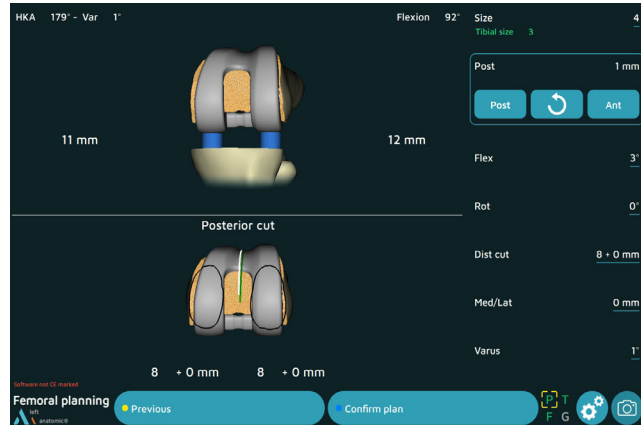 HKA 179° - Var 1° Flexion 92°
Size 4
Tibial size 3
Post 1 mm
Post Ant
11 mm 12 mm
Flex 3°
Rot 0°
Posterior cut
Dist cut 8 + 0 mm
Med/Lat 0 mm
Varus 1°
8 + 0 mm 8 + 0 mm
Software not CE marked
Femoral planning
left
anatomic®
Previous
Confirm plan
P T
F G